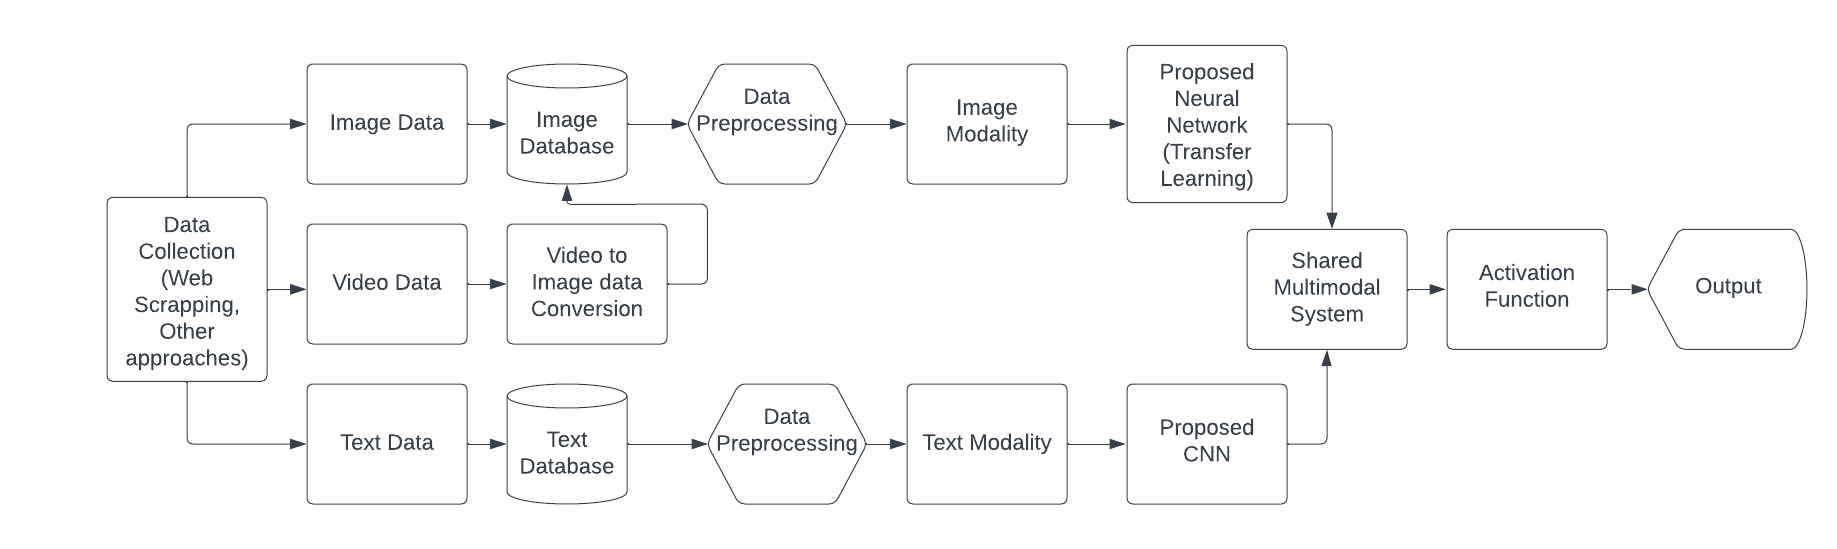 Data
Collection
(Web
Scrapping,
Other
approaches)
Image Data
Image
Database
Data
Preprocessing
Image
Modality
Proposed
Neural
Network
(Transfer
Learning)
Video Data
Video to
Image data
Conversion
Text Data
Text
Database
Data
Preprocessing
Text Modality
Proposed
CNN
Shared
Multimodal
System
Activation
Function
Output